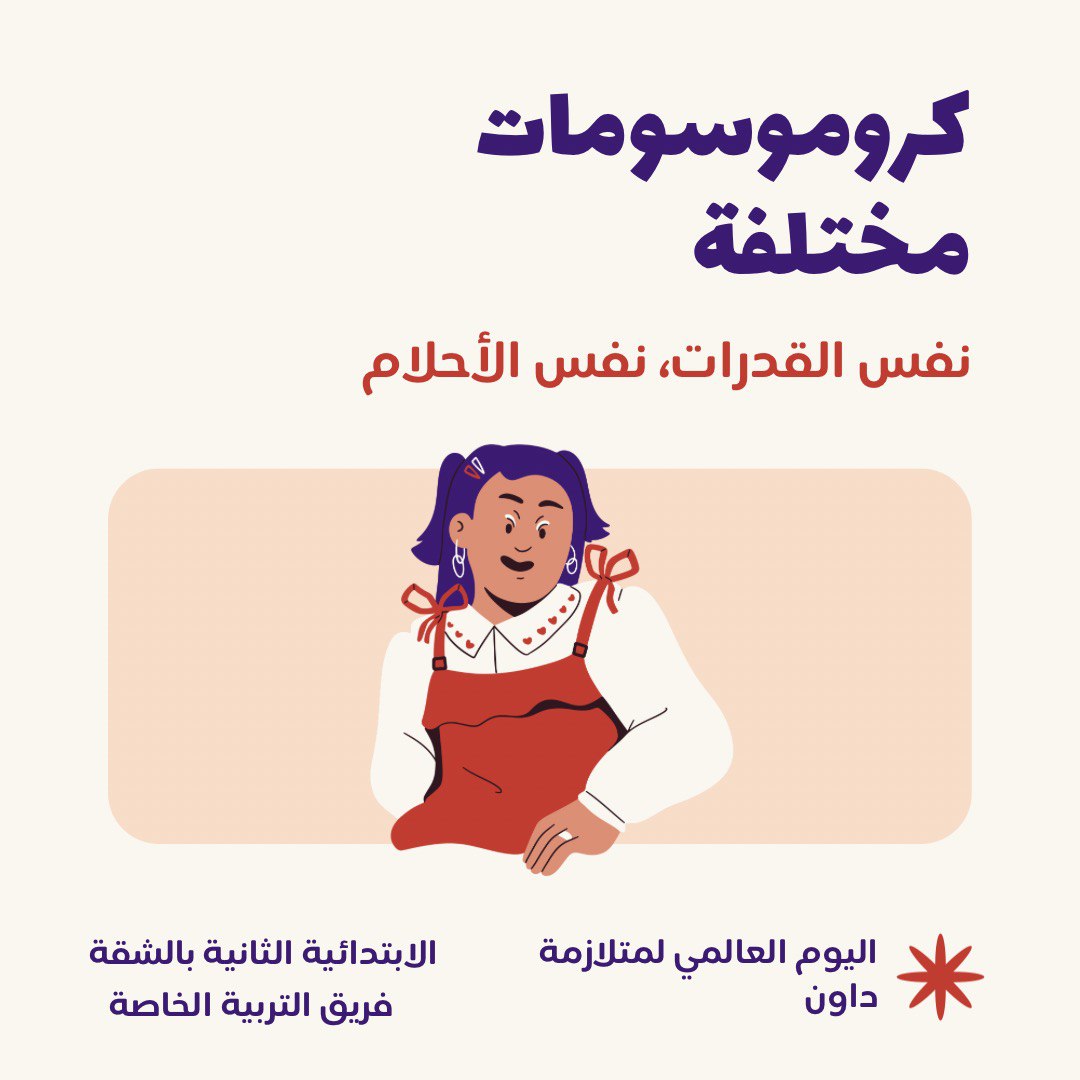 كروموسومات
مختلفة
نفس القدرات، نفس الأحلام
اليوم العالمي لمتلازمة
داون
الابتدائية الثانية بالشقة
فريق التربية الخاصة